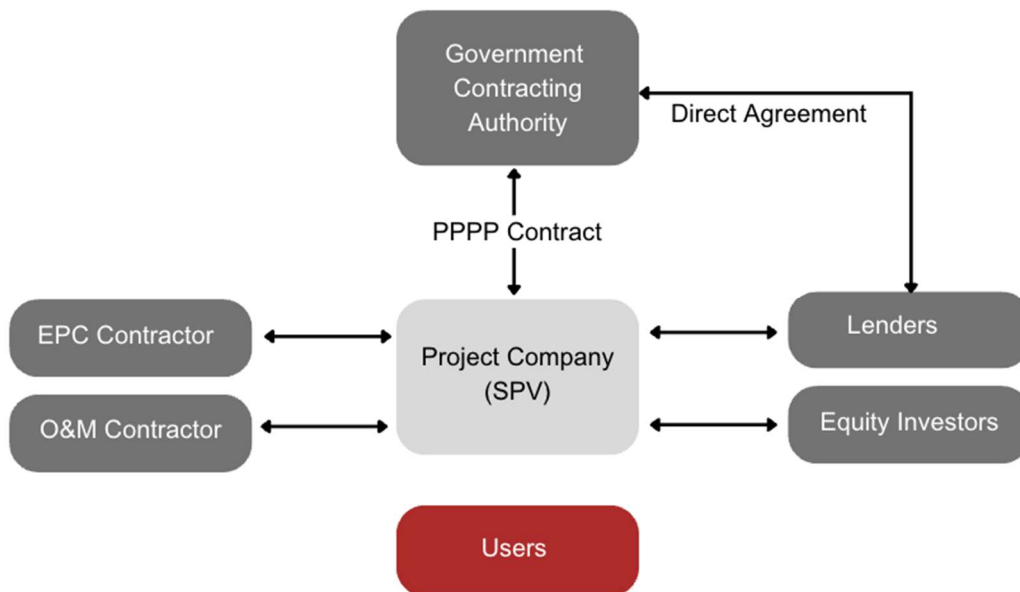 Government
Contracting
Authority
Direct Agreement
PPPP Contract
EPC Contractor
Project Company
(SPV)
Lenders
O&M Contractor
Equity Investors
Users